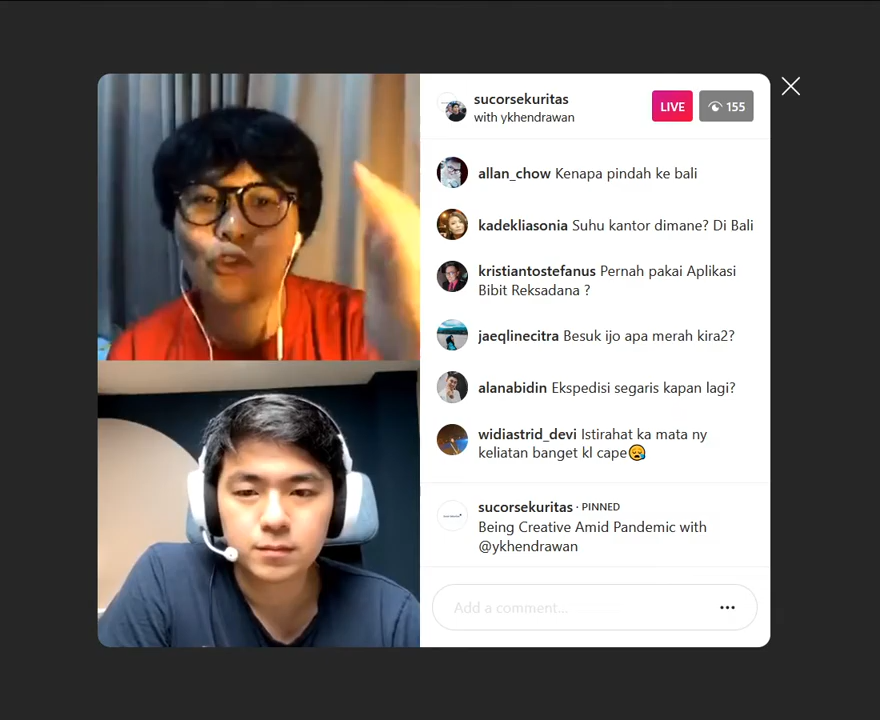 sucorsekuritas
with ykhendrawan
LIVE
155
allan_chow Kenapa pindah ke bali
kadekliasonia Suhu kantor dimane? Di Bali
kristiantostefanus Pernah pakai Aplikasi
Bibit Reksadana ?
jaeqlinecitra Besuk ijo apa merah kira2?
alanabidin Ekspedisi segaris kapan lagi?
widiastrid_devi Istirahat ka mata ny
keliatan banget kl cape😪
sucorsekuritas · PINNED
Being Creative Amid Pandemic with
@ykhendrawan
Add a comment...